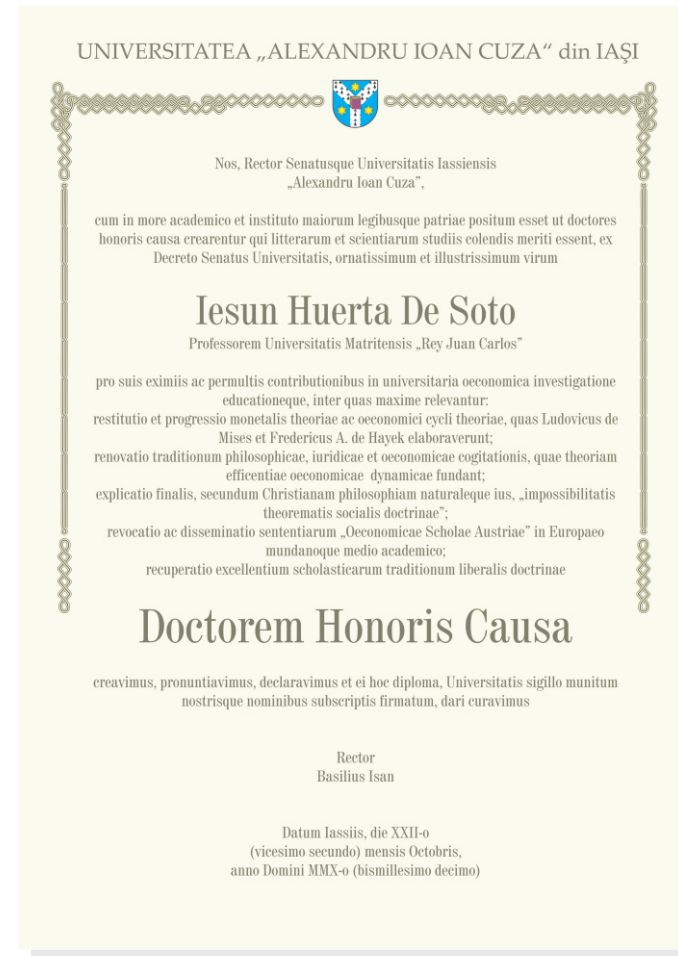 UNIVERSITATEA „ALEXANDRU IOAN CUZA“ din IAŞI
Nos, Rector Senatusque Universitatis Iassiensis
„Alexandru Ioan Cuza”,
cum in more academico et instituto maiorum legibusque patriae positum esset ut doctores
honoris causa crearentur qui litterarum et scientiarum studiis colendis meriti essent, ex
Decreto Senatus Universitatis, ornatissimum et illustrissimum virum
Iesun Huerta De Soto
Professorem Universitatis Matritensis „Rey Juan Carlos”
pro suis eximiis ac permultis contributionibus in universitaria oeconomica investigatione
educationeque, inter quas maxime relevantur:
restitutio et progressio monetalis theoriae ac oeconomici cycli theoriae, quas Ludovicus de
Mises et Fredericus A. de Hayek elaboraverunt;
renovatio traditionum philosophicae, iuridicae et oeconomicae cogitationis, quae theoriam
efficentiae oeconomicae dynamicae fundant;
explicatio finalis, secundum Christianam philosophiam naturaleque ius, „impossibilitatis
theorematis socialis doctrinae”;
revocatio ac disseminatio sententiarum „Oeconomicae Scholae Austriae” in Europaeo
mundanoque medio academico;
recuperatio excellentium scholasticarum traditionum liberalis doctrinae
Doctorem Honoris Causa
creavimus, pronuntiavimus, declaravimus et ei hoc diploma, Universitatis sigillo munitum
nostrisque nominibus subscriptis firmatum, dari curavimus
Rector
Basilius Isan
Datum Iassiis, die XXII-o
(vicesimo secundo) mensis Octobris,
anno Domini MMX-o (bismillesimo decimo)